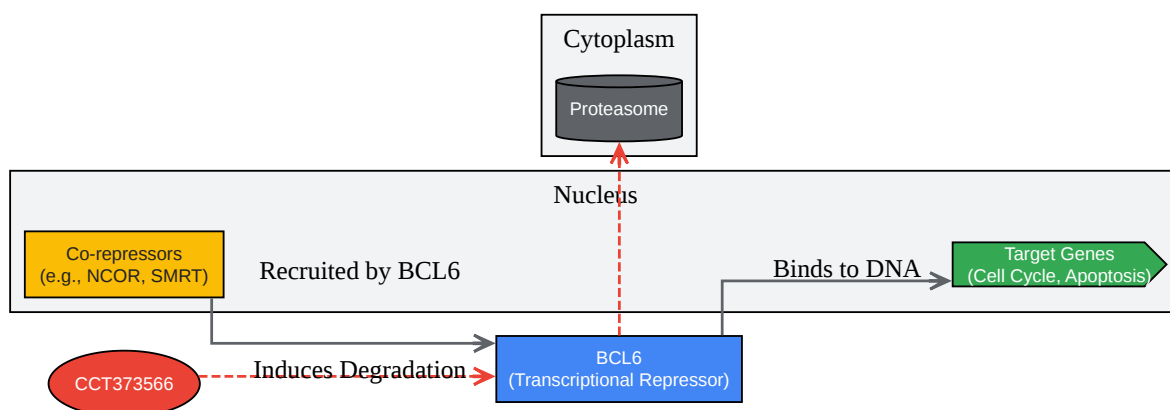 Cytoplasm
Proteasome
Nucleus
Co-repressors
(e.g., NCOR, SMRT)
Recruited by BCL6
Binds to DNA
Target Genes
(Cell Cycle, Apoptosis)
CCT373566
Induces Degradation
BCL6
(Transcriptional Repressor)